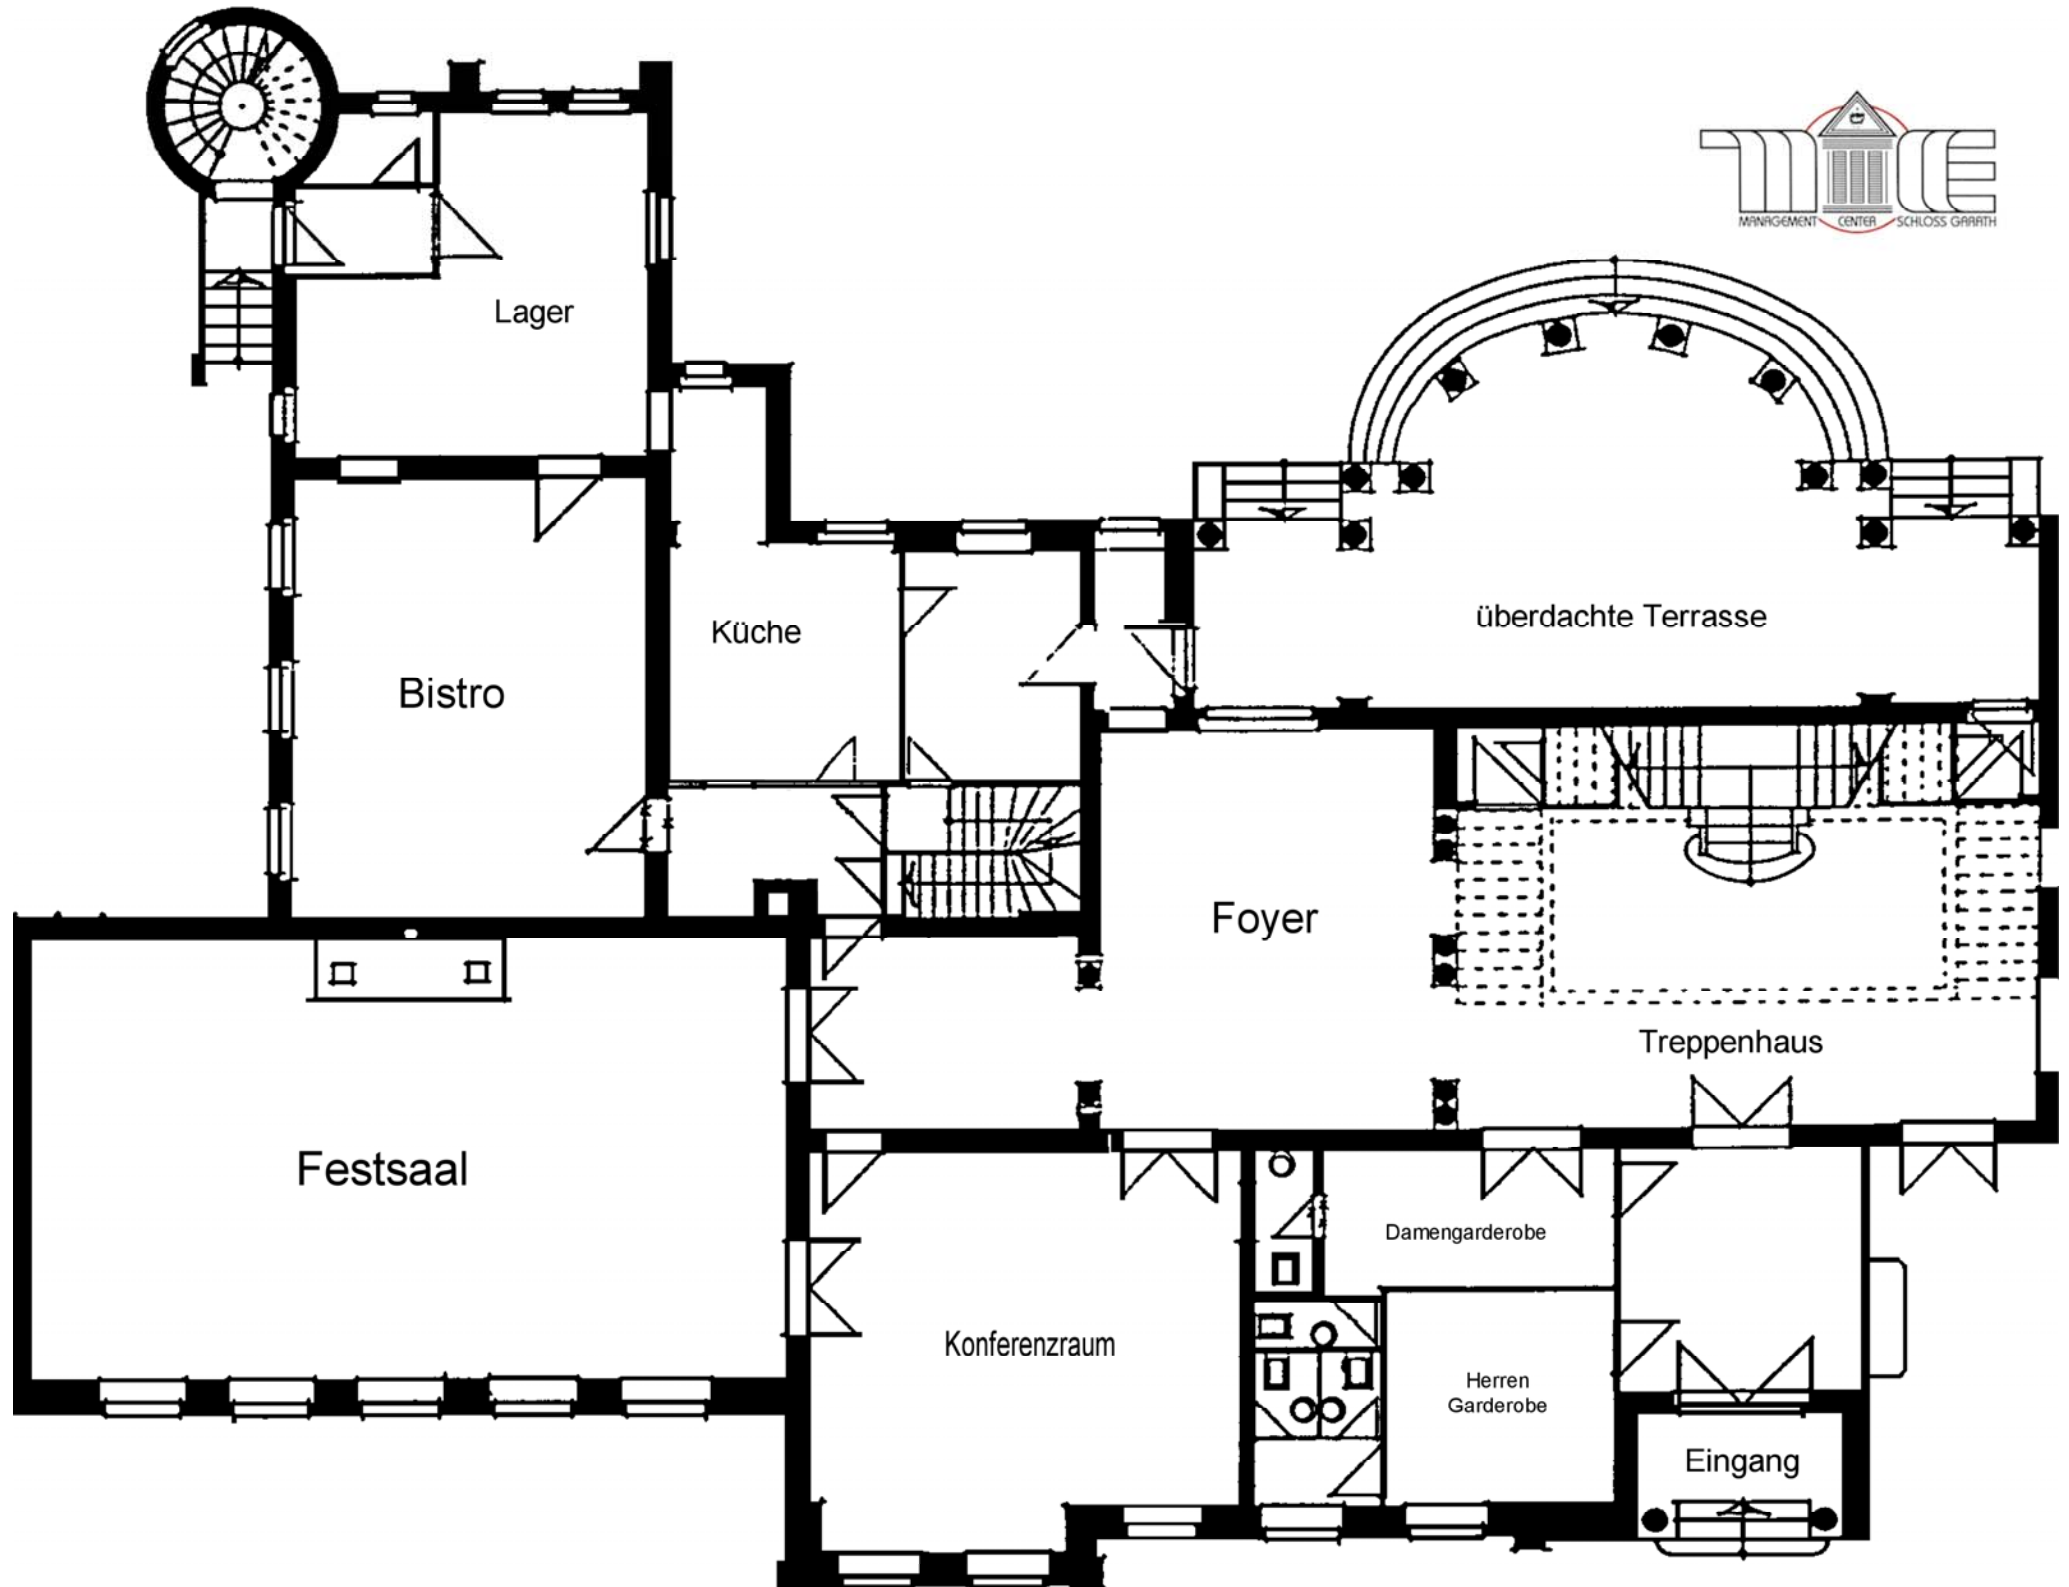 MANAGEMENT CENTER SCHLOSS GARATH
Lager
überdachte Terrasse
Küche
Bistro
Foyer
Treppenhaus
Festsaal
Damengarderobe
Konferenzraum
Herren
Garderobe
Eingang